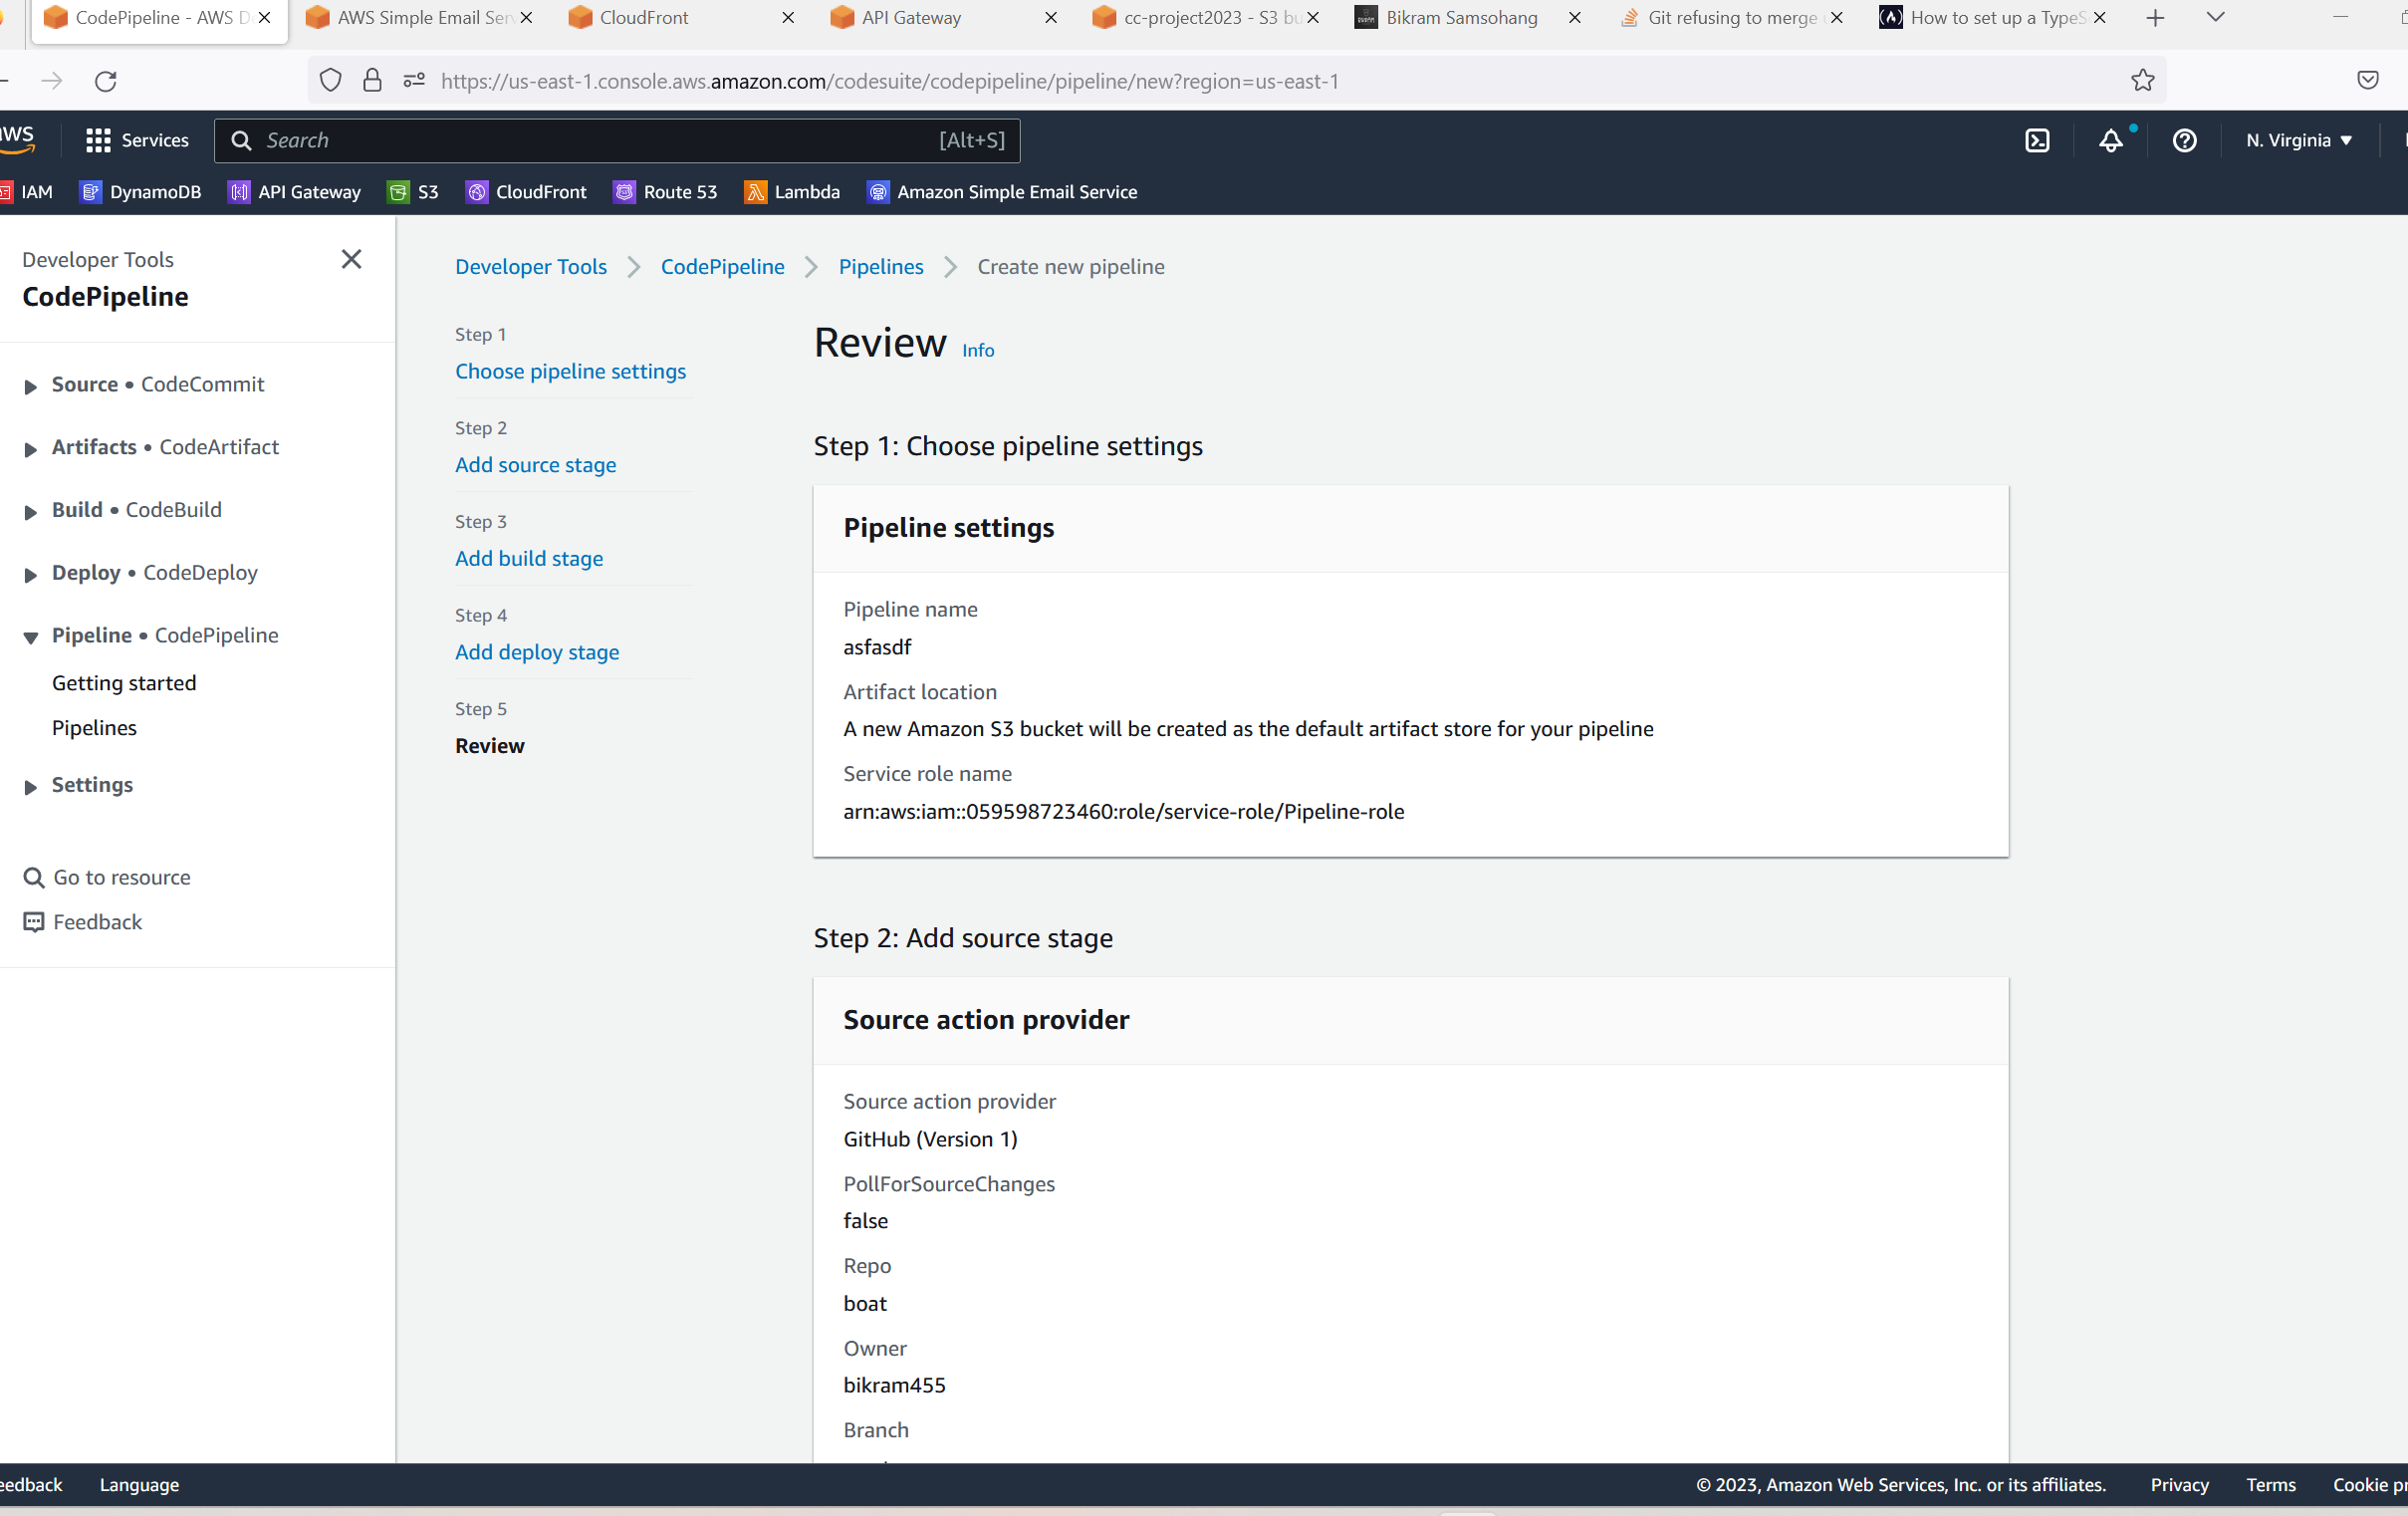 CodePipeline - AWS D
AWS Simple Email Serv
CloudFront
API Gateway
cc-project2023 - S3 bu
Bikram Samsohang
Git refusing to merge
How to set up a TypeS
https://us-east-1.console.aws.amazon.com/codesuite/codepipeline/pipeline/new?region=us-east-1
aws
Services
Search
[Alt+S]
N. Virginia
IAM
DynamoDB
API Gateway
S3
CloudFront
Route 53
Lambda
Amazon Simple Email Service
Developer Tools
CodePipeline
Source • CodeCommit
Artifacts • CodeArtifact
Build • CodeBuild
Deploy • CodeDeploy
Pipeline • CodePipeline
Getting started
Pipelines
Settings
Go to resource
Feedback
Developer Tools
CodePipeline
Pipelines
Create new pipeline
Step 1
Choose pipeline settings
Step 2
Add source stage
Step 3
Add build stage
Step 4
Add deploy stage
Step 5
Review
Review Info
Step 1: Choose pipeline settings
Pipeline settings
Pipeline name
asfasdf
Artifact location
A new Amazon S3 bucket will be created as the default artifact store for your pipeline
Service role name
arn:aws:iam::059598723460:role/service-role/Pipeline-role
Step 2: Add source stage
Source action provider
Source action provider
GitHub (Version 1)
PollForSourceChanges
false
Repo
boat
Owner
bikram455
Branch
eedback
Language
© 2023, Amazon Web Services, Inc. or its affiliates.
Privacy
Terms
Cookie pr